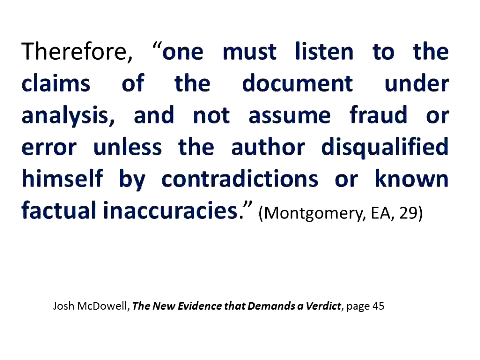 Therefore, “one must listen to the
claims of the document under
analysis, and not assume fraud or
error unless the author disqualified
himself by contradictions or known
factual inaccuracies.” (Montgomery, EA, 29)
Josh McDowell, The New Evidence that Demands a Verdict, page 45